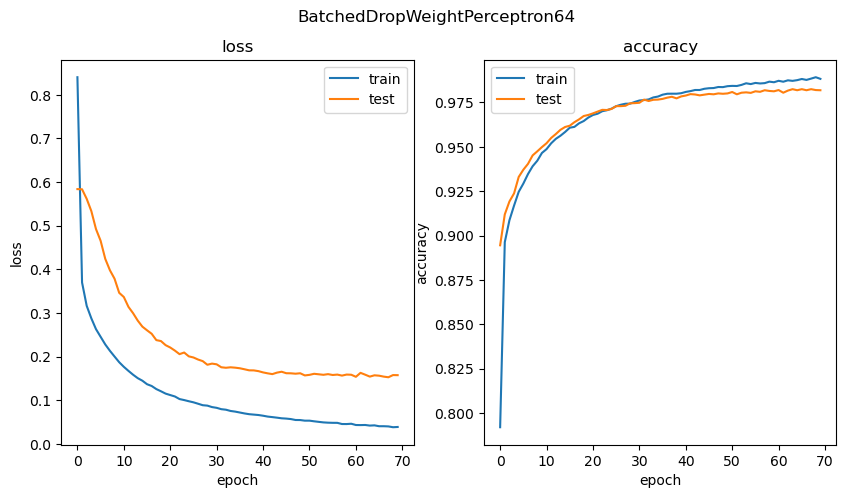 BatchedDropWeightPerceptron64
loss
train
test
0.8
0.7
0.6
0.5
0.4
0.3
0.2
0.1
0.0
0 10 20 30 40 50 60 70
epoch
loss
accuracy
train
test
0.975
0.950
0.925
0.900
0.875
0.850
0.825
0.800
0 10 20 30 40 50 60 70
epoch
accuracy